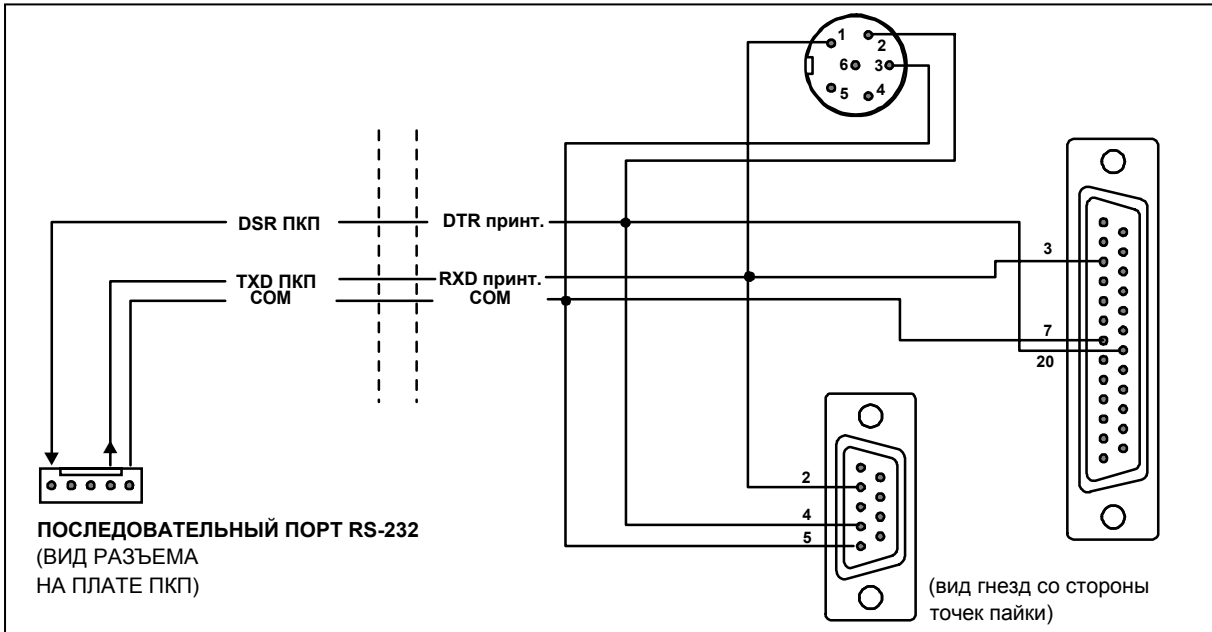 1
2
6
3
5
4
DSR ПКП
DTR принт.
3
TXD ПКП
RXD принт.
COM
COM
7
20
2
4
5
ПОСЛЕДОВАТЕЛЬНЫЙ ПОРТ RS-232
(ВИД РАЗЪЕМА
НА ПЛАТЕ ПКП)
(вид гнезд со стороны
точек пайки)